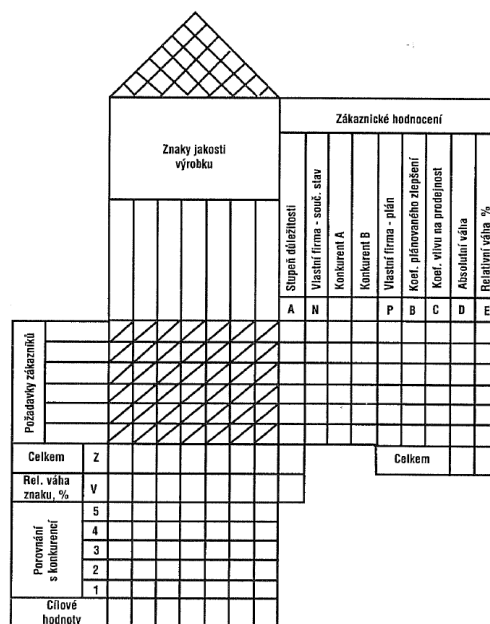 Znaky jakosti
výrobku
Zákaznické hodnocení
Stupeň důležitosti
Vlastní firma - souč. stav
Konkurent A
Konkurent B
Vlastní firma - plán
Koef. plánovaného zlepšení
Koef. vlivu na prodejnost
Absolutní váha
Relativní váha %
A N P B C D E
Požadavky zákazníků
Celkem Z Celkem
Rel. váha
znaku, % V
Porovnání
s konkurencí
5
4
3
2
1
Cílové
hodnoty